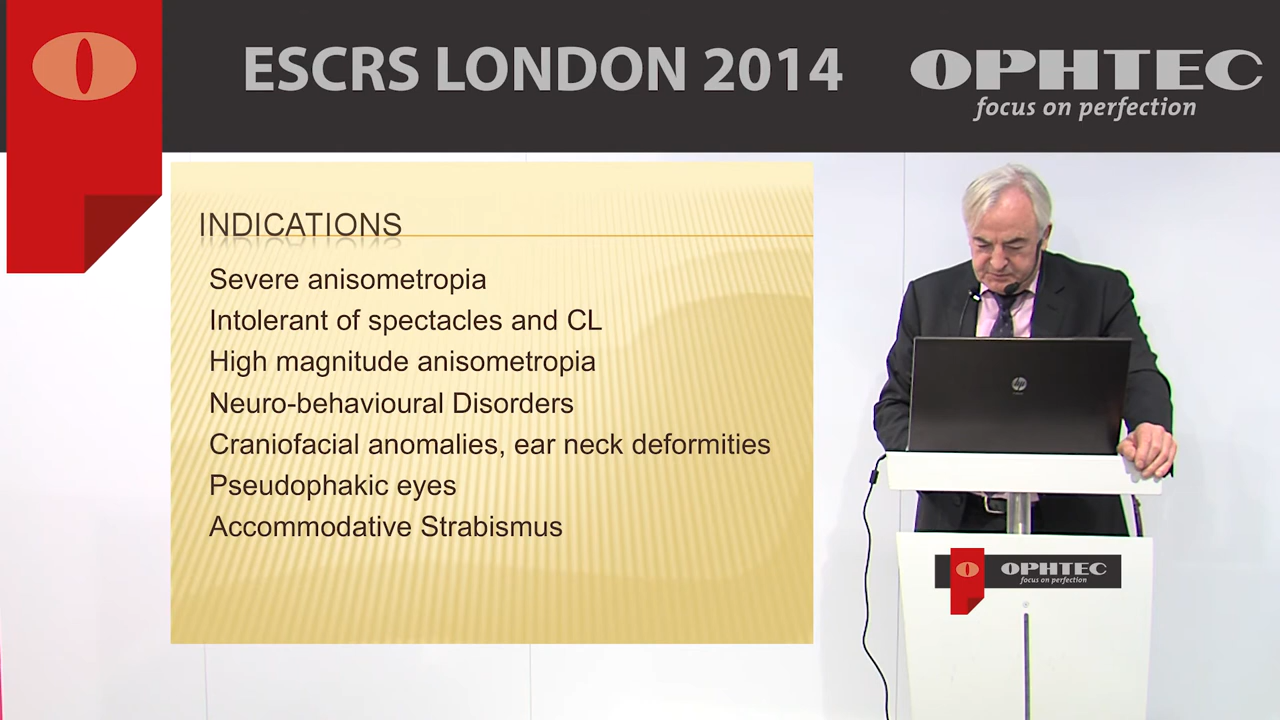 ESCRS LONDON 2014
OPHTEC
focus on perfection
INDICATIONS
Severe anisometropia
Intolerant of spectacles and CL
High magnitude anisometropia
Neuro-behavioural Disorders
Craniofacial anomalies, ear neck deformities
Pseudophakic eyes
Accommodative Strabismus
hp
OPHTEC
focus on perfection